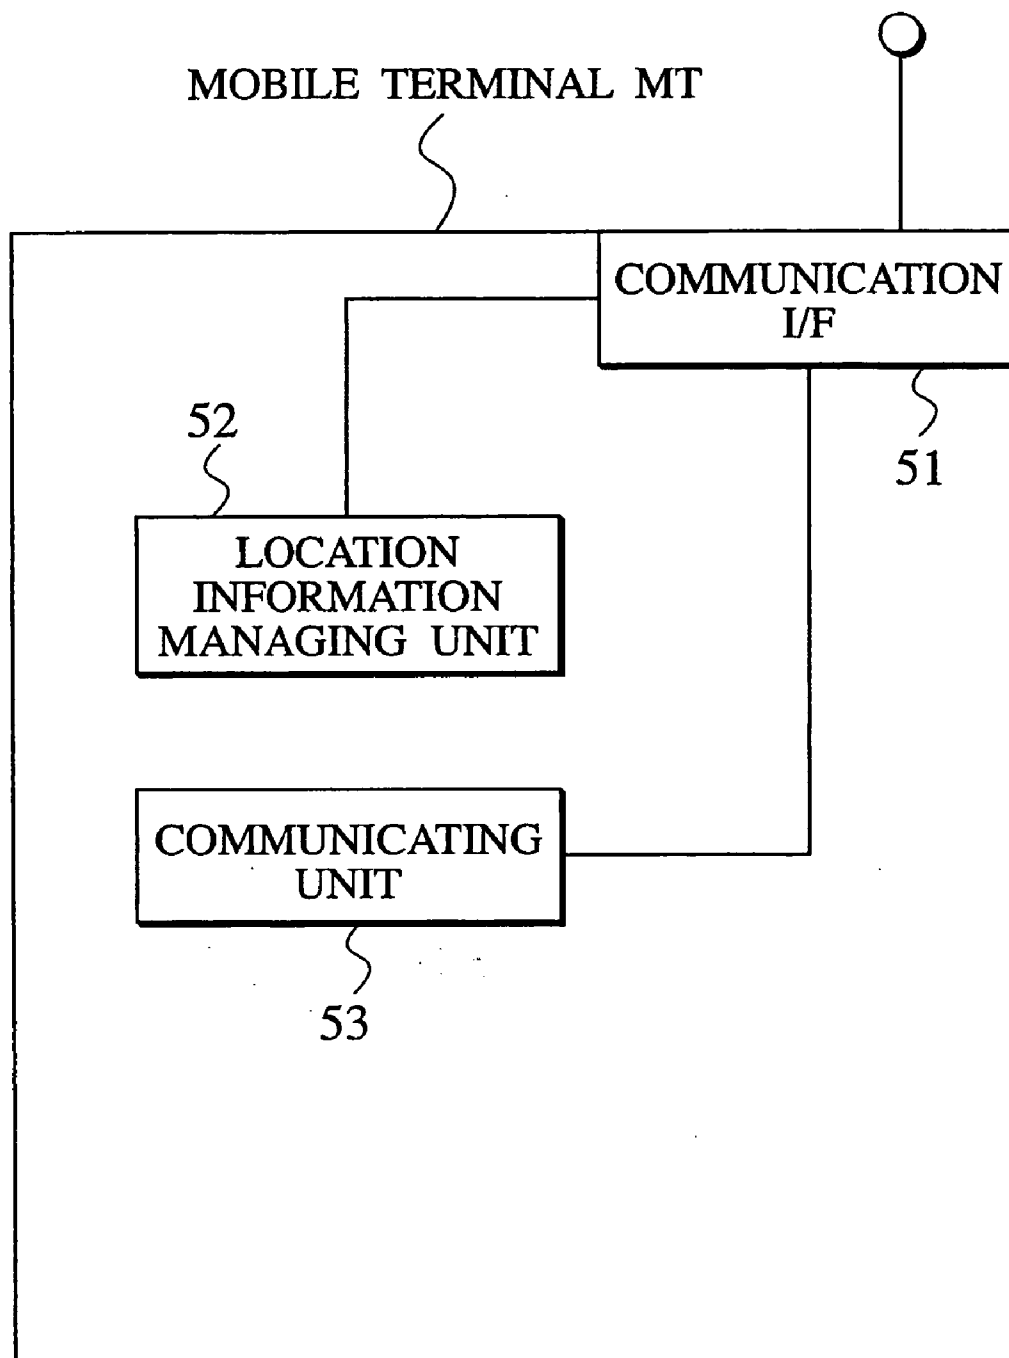 MOBILE TERMINAL MT
COMMUNICATION
I/F
51
52
LOCATION
INFORMATION
MANAGING UNIT
COMMUNICATING
UNIT
53